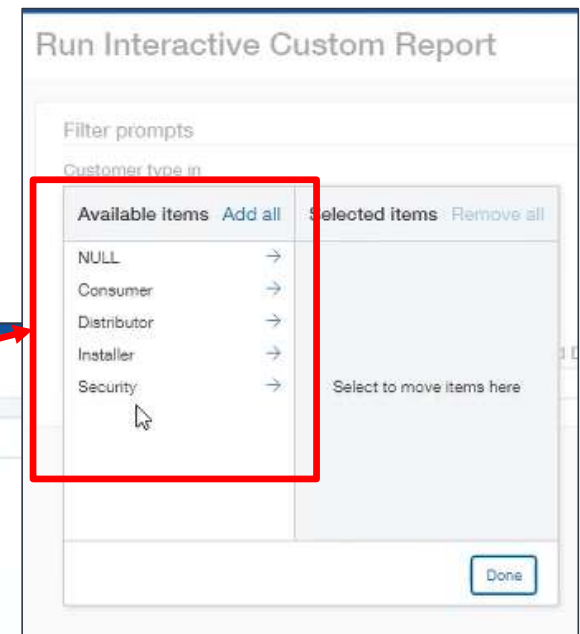 Run Interactive Custom Report
Filter prompts
Customer type in
Available items Add all Selected items Remove all
NULL →
Consumer →
Distributor →
Installer →
Security →
Select to move items here
Done